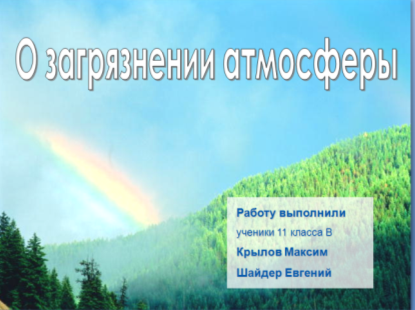 О загрязнении атмосферы
Работу выполнили
ученики 11 класса В
Крылов Максим
Шайдер Евгений